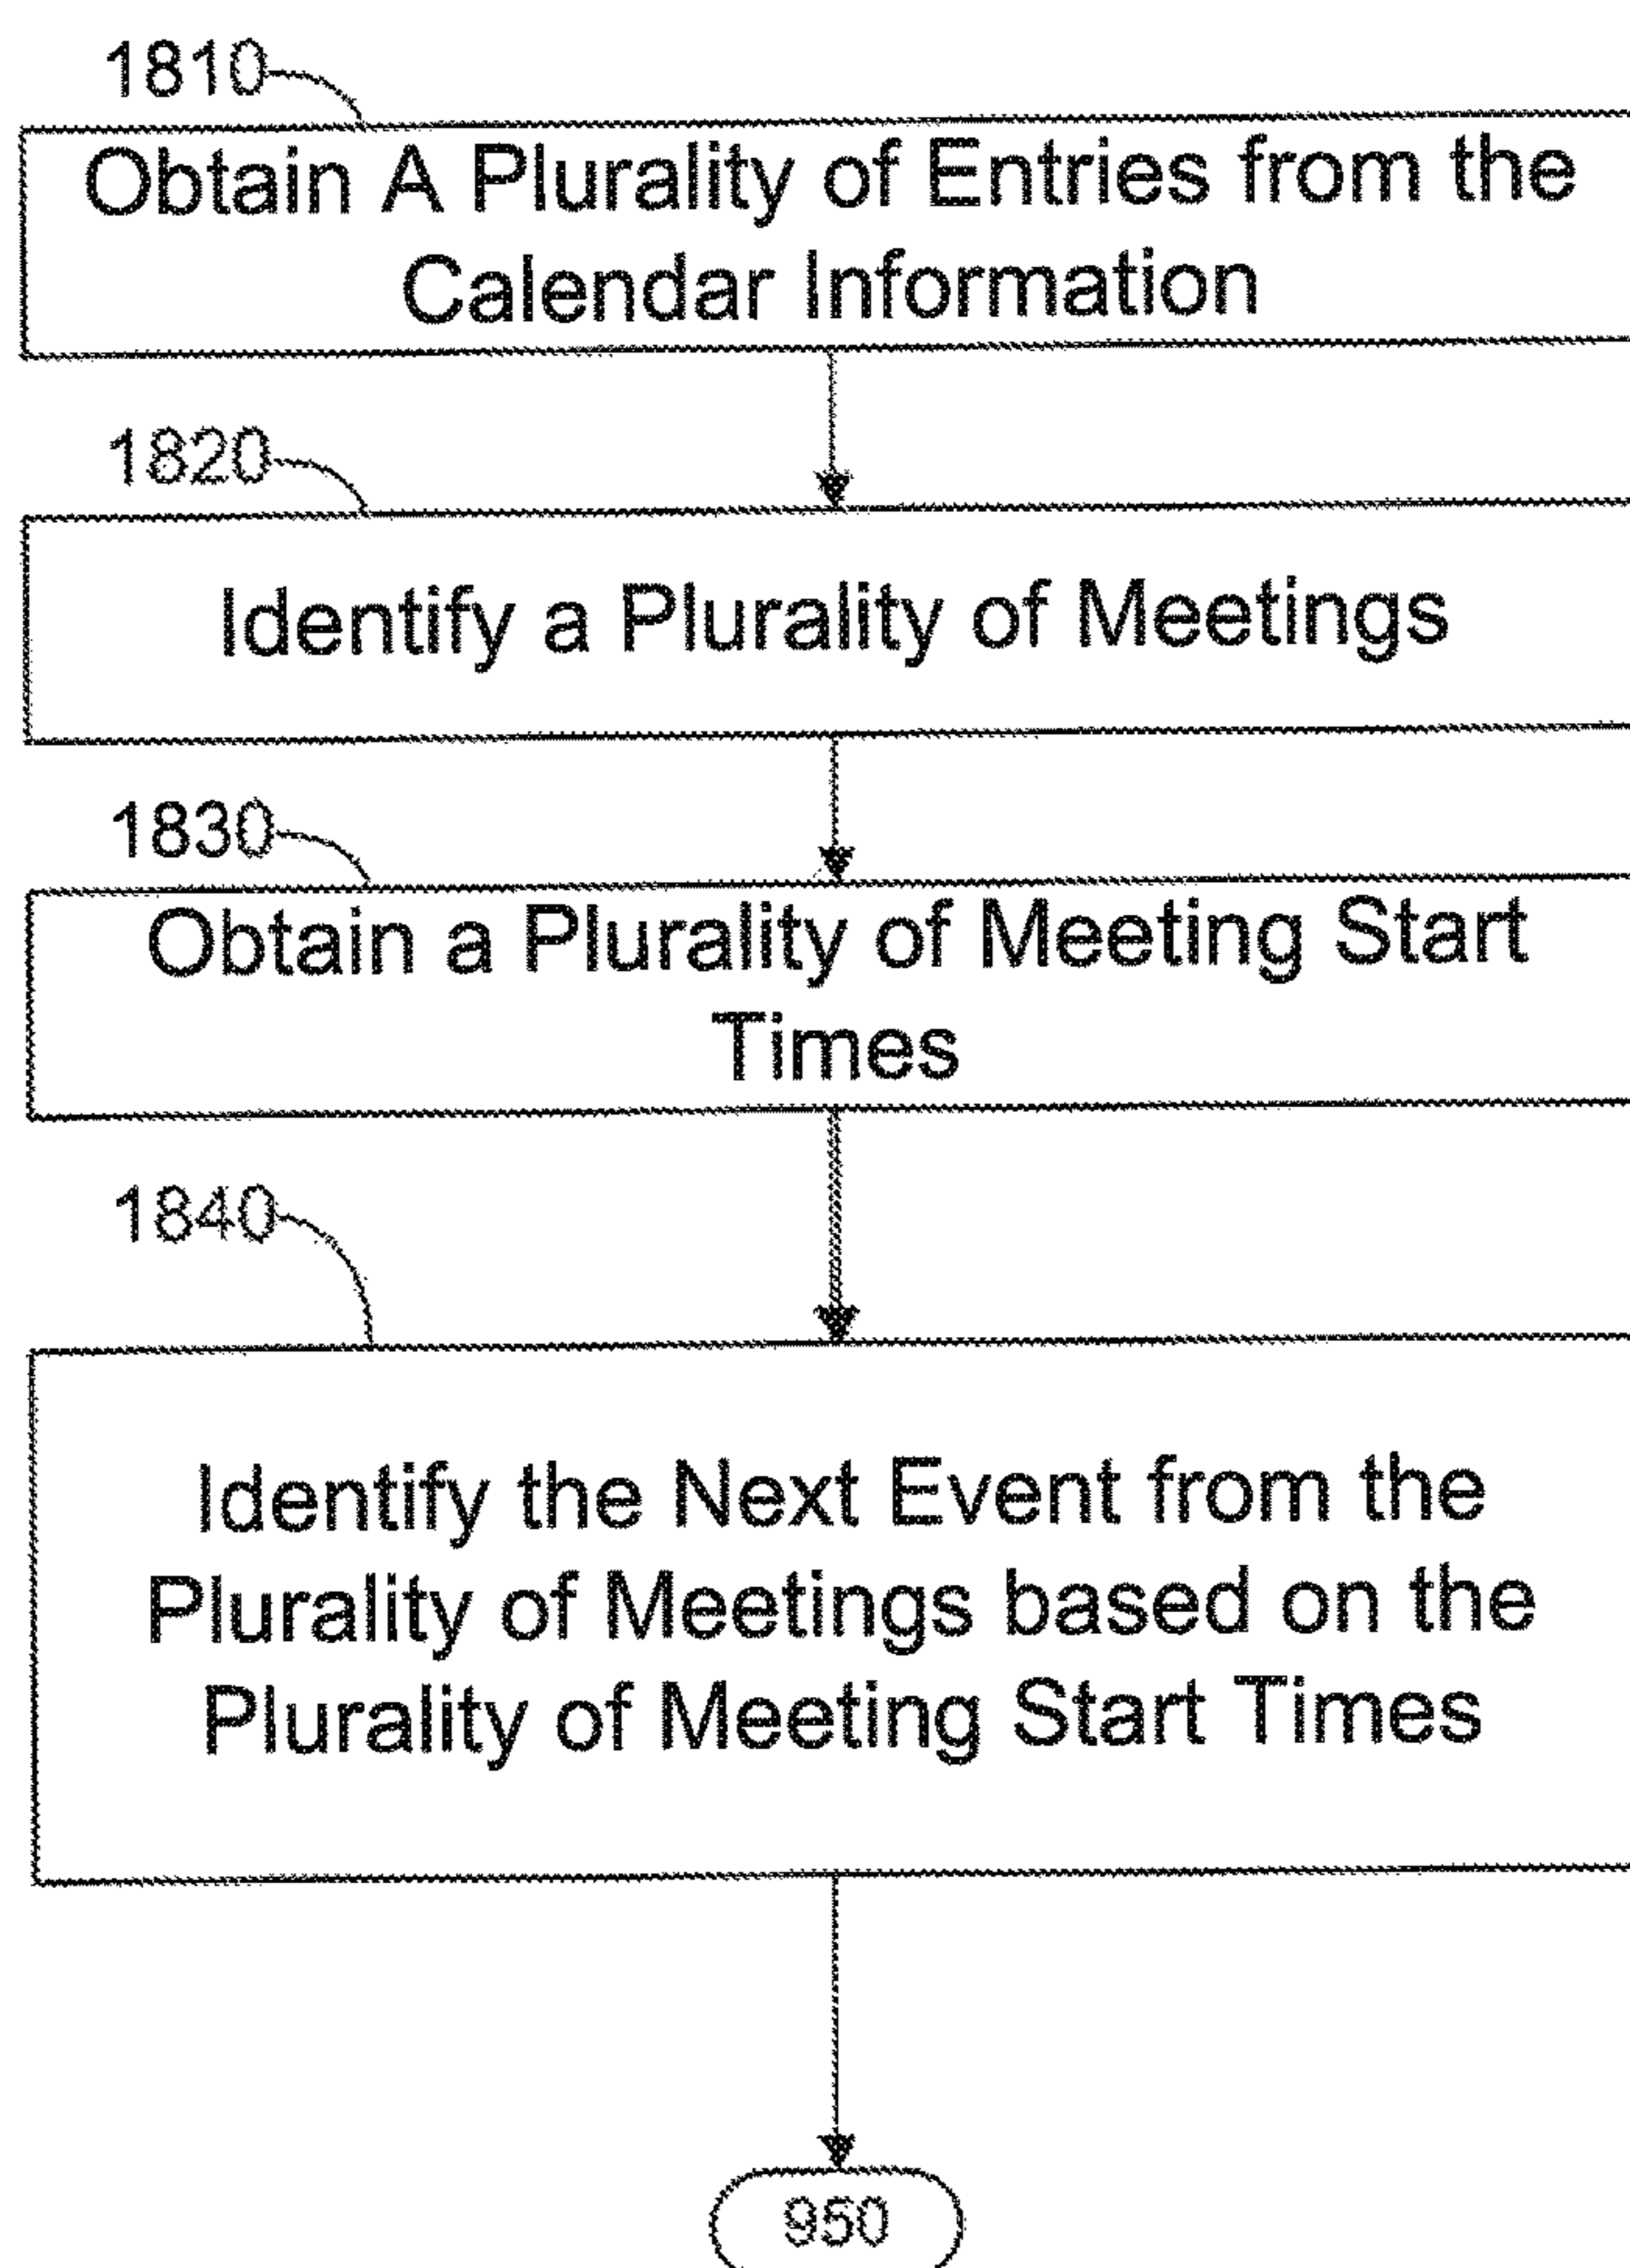 1810
Obtain A Plurality of Entries from the
Calendar Information
1820
Identify a Plurality of Meetings
1830
Obtain a Plurality of Meeting Start
Times
1840
Identify the Next Event from the
Plurality of Meetings based on the
Plurality of Meeting Start Times
950